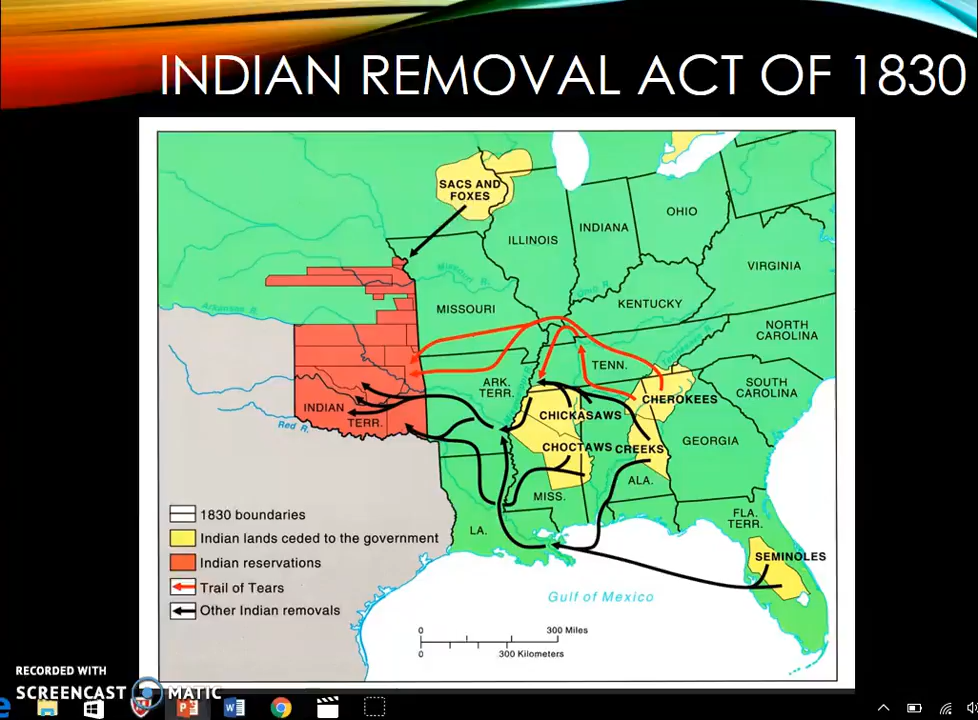 INDIAN REMOVAL ACT OF 1830
SACS AND
FOXES
ILLINOIS
INDIANA
OHIO
VIRGINIA
Missouri R.
Ohio R.
KENTUCKY
Arkansas R.
MISSOURI
NORTH
CAROLINA
TENN.
ARK.
TERR.
SOUTH
CAROLINA
CHEROKEES
INDIAN
TERR.
CHICKASAWS
Red R.
GEORGIA
CHOCTAWS
CREEKS
ALA.
MISS.
LA.
FLA.
TERR.
SEMINOLES
1830 boundaries
Indian lands ceded to the government
Indian reservations
Trail of Tears
Other Indian removals
Gulf of Mexico
0 300 Miles
0 300 Kilometers
RECORDED WITH
SCREENCAST MATIC